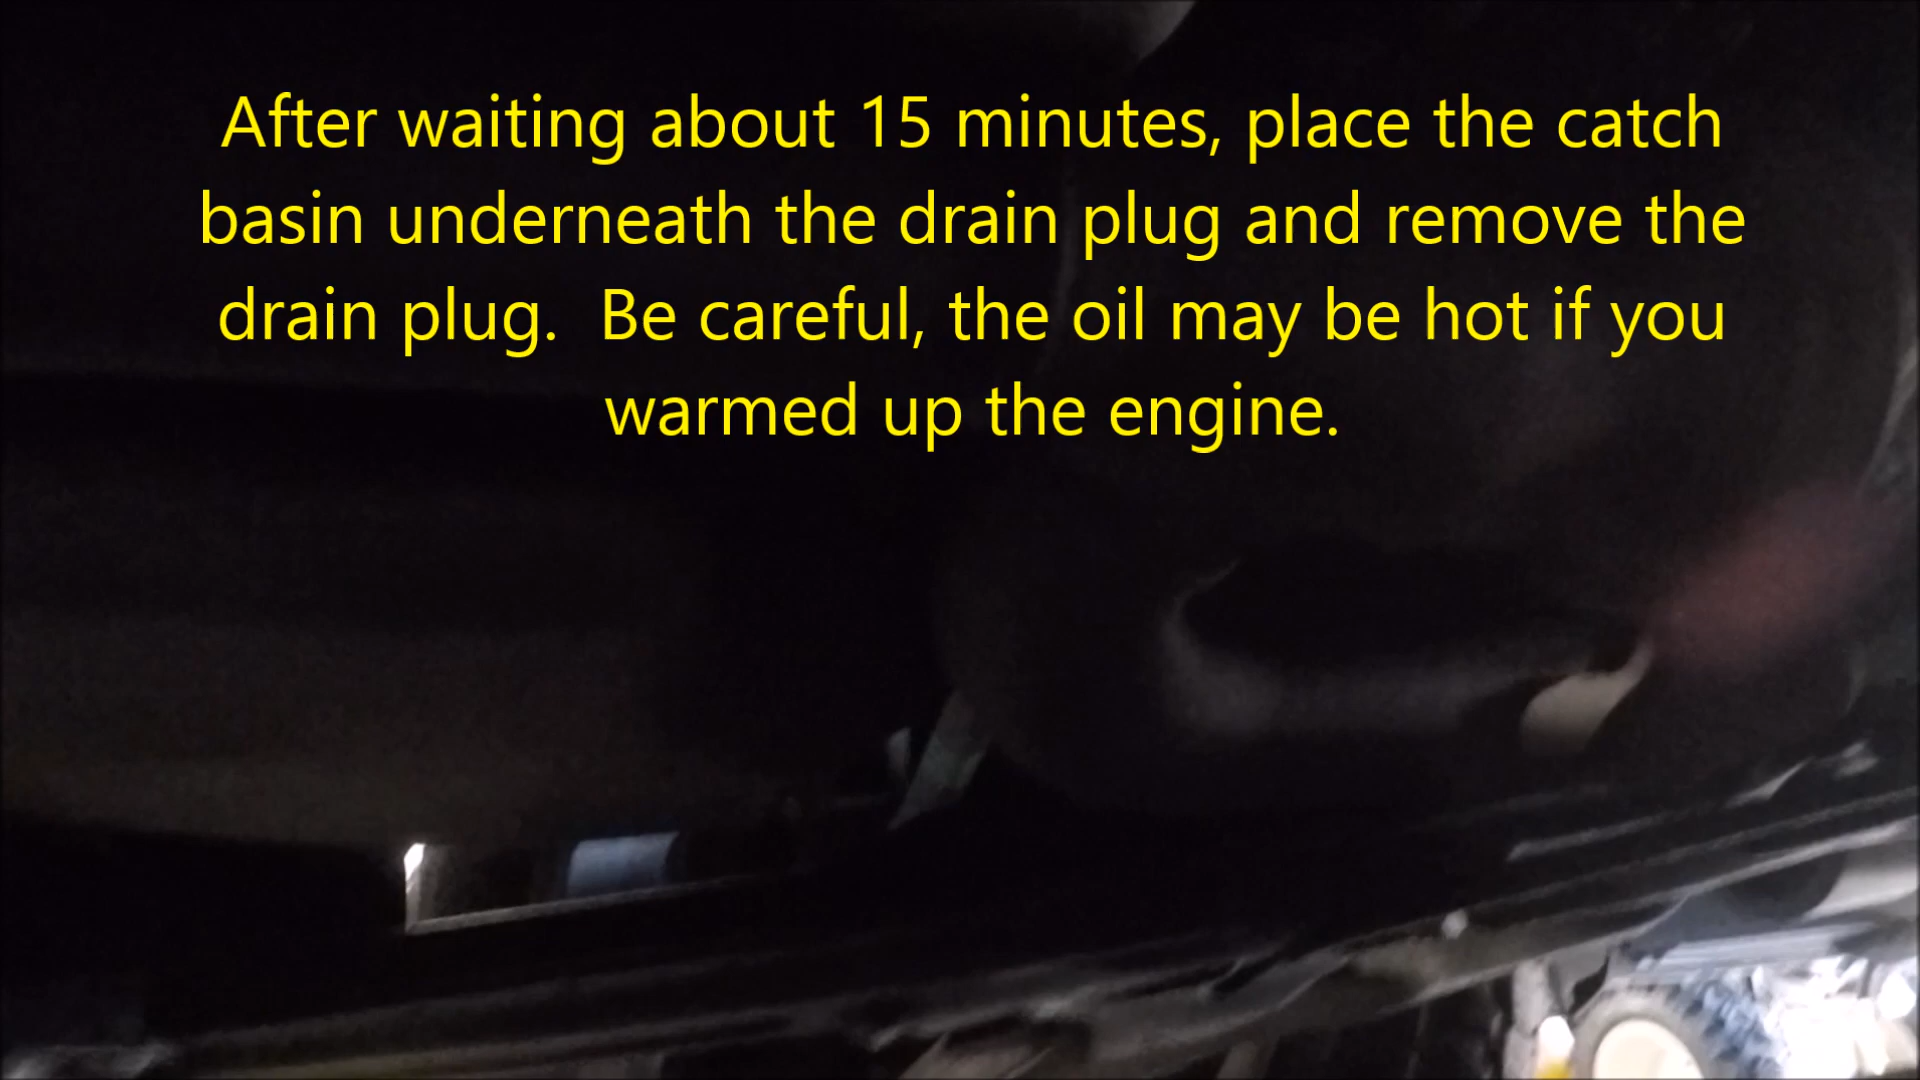 After waiting about 15 minutes, place the catch
basin underneath the drain plug and remove the
drain plug.  Be careful, the oil may be hot if you
warmed up the engine.